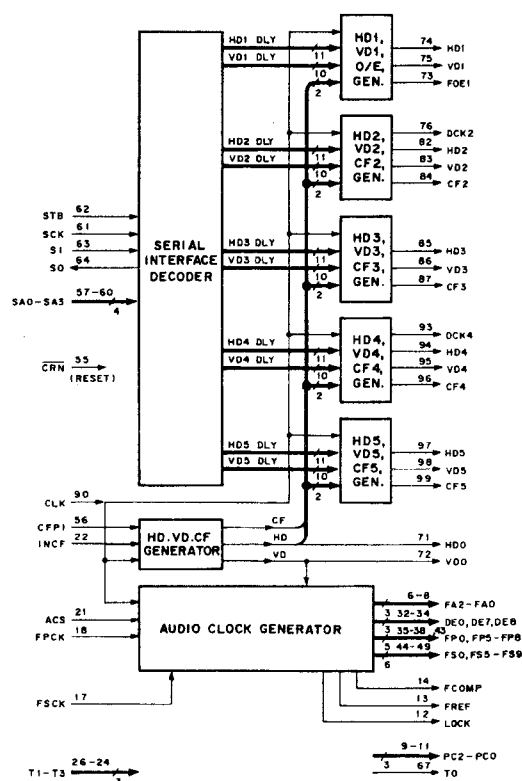 HD1 DLY
11
VD1 DLY
10
2
HD1,
VD1,
O/E,
GEN.
74
HD1
75
VD1
73
FOE1
HD2 DLY
11
VD2 DLY
10
2
HD2,
VD2,
CF2,
GEN.
76
DCK2
82
HD2
83
VD2
84
CF2
STB
62
SCK
61
SI
63
SO
64
SA0-SA3
57-60
4
CRN
55
(RESET)
SERIAL
INTERFACE
DECODER
HD3 DLY
11
VD3 DLY
10
2
HD3,
VD3,
CF3,
GEN.
85
HD3
86
VD3
87
CF3
HD4 DLY
11
VD4 DLY
10
2
HD4,
VD4,
CF4,
GEN.
93
DCK4
94
HD4
95
VD4
96
CF4
HD5 DLY
11
VD5 DLY
10
2
HD5,
VD5,
CF5,
GEN.
97
HD5
98
VD5
99
CF5
CLK
90
CFPI
56
INCF
22
HD.VD.CF
GENERATOR
CF
HD
VD
71
HDO
72
VDO
ACS
21
FPCK
18
FSCK
17
AUDIO CLOCK GENERATOR
6-8
FA2-FA0
3
32-34
DE0,DE7,DE8
3
35-38
43
FP0,FP5-FP8
5
44-49
FS0,FS5-FS9
6
14
FCOMP
13
FREF
12
LOCK
T1-T3
26-24
3
9-11
PC2-PC0
3
67
TO